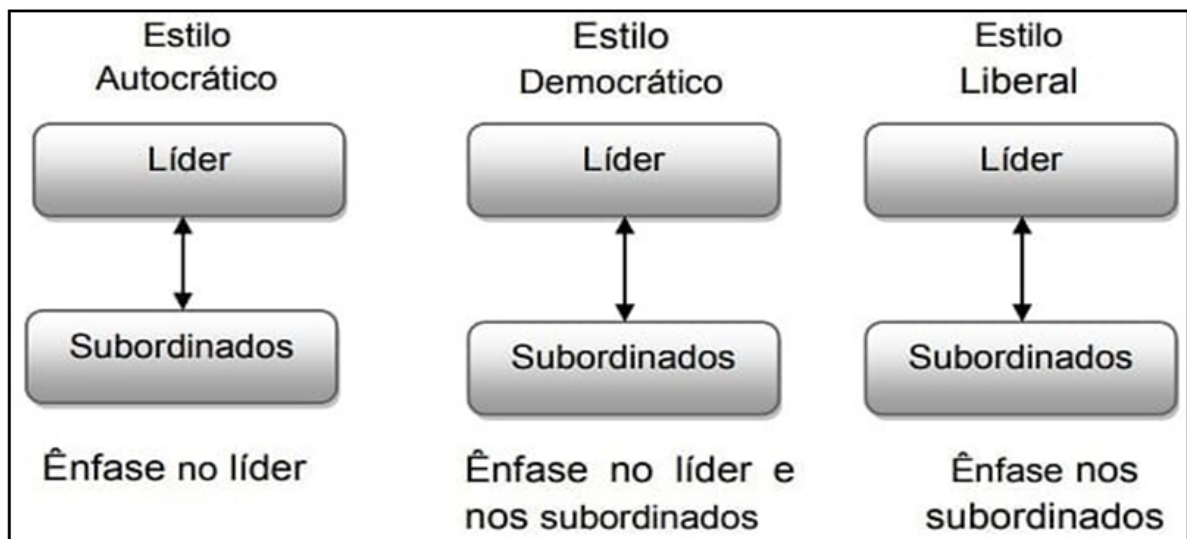 Estilo
Autocrático
Líder
Subordinados
Ênfase no líder
Estilo
Democrático
Líder
Subordinados
Ênfase no líder e
nos subordinados
Estilo
Liberal
Líder
Subordinados
Ênfase nos
subordinados